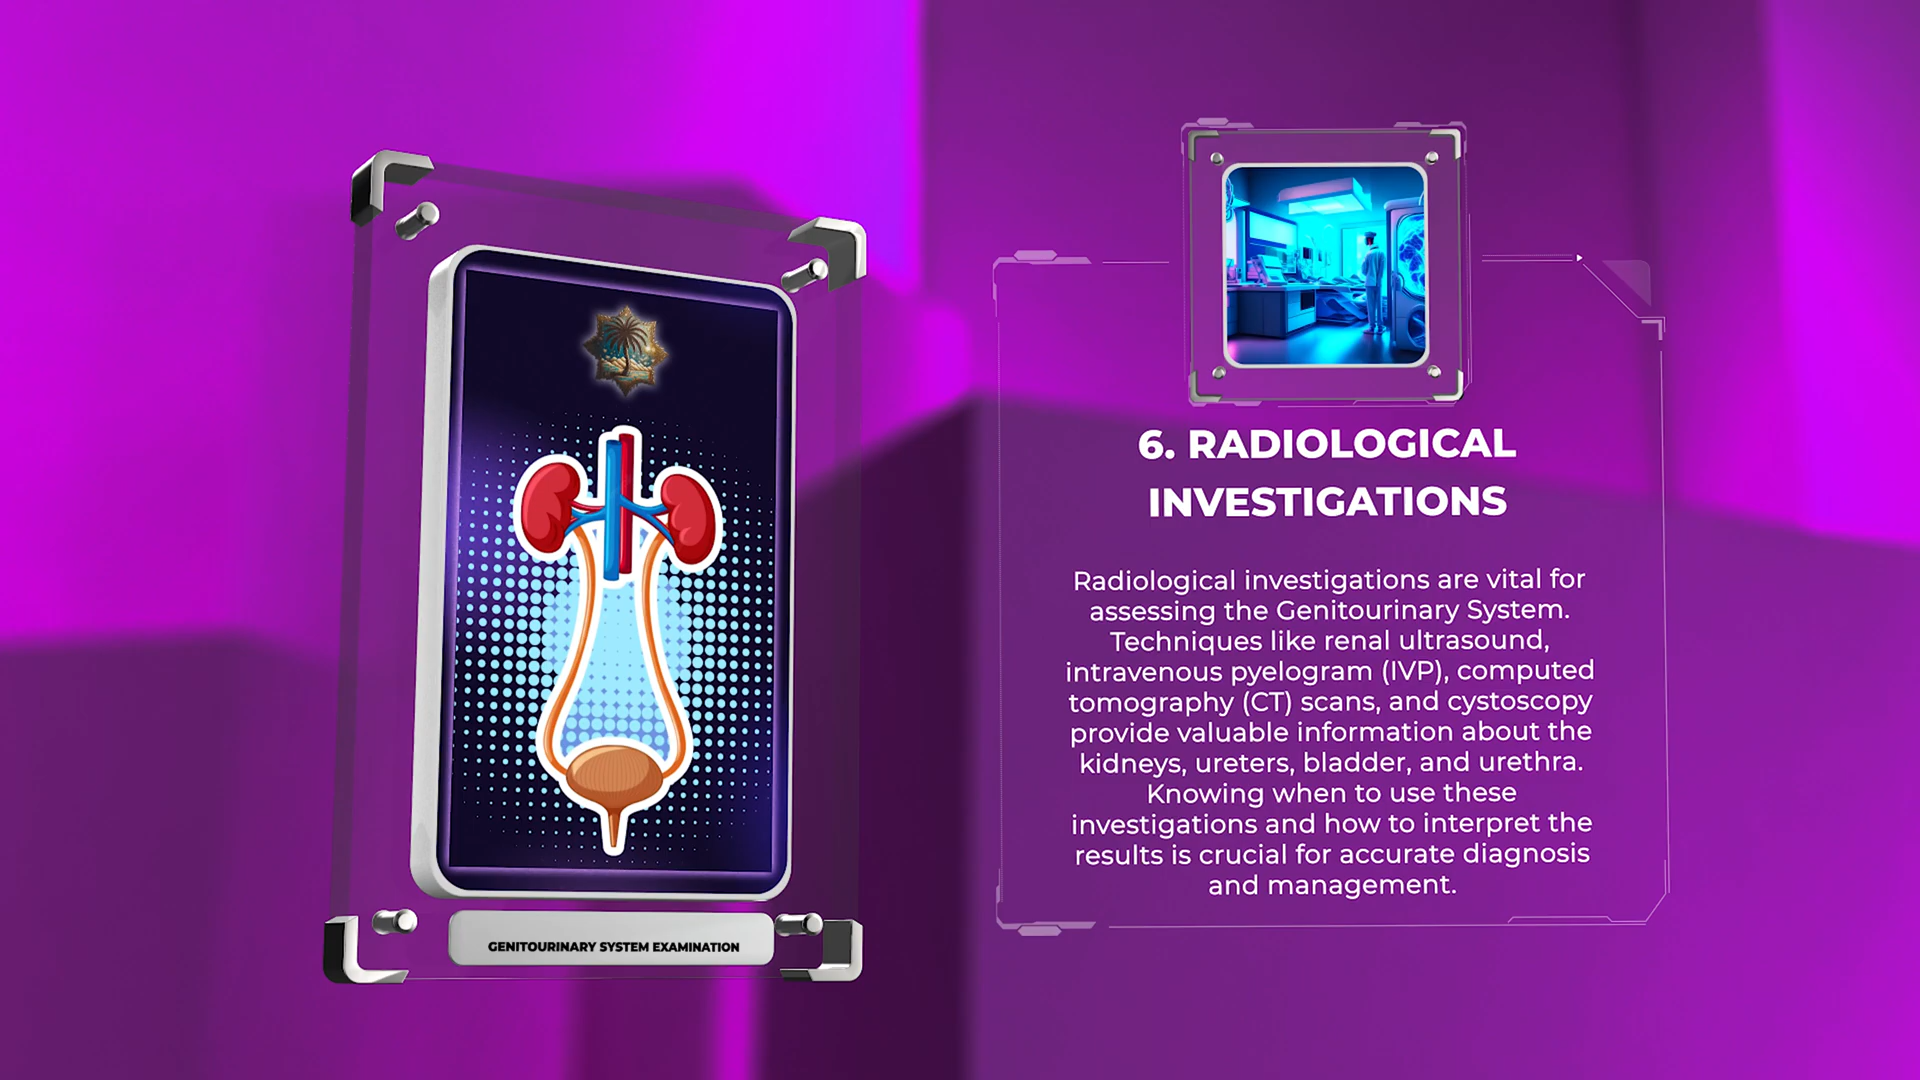 GENITOURINARY SYSTEM EXAMINATION
6. RADIOLOGICAL
INVESTIGATIONS
Radiological investigations are vital for
assessing the Genitourinary System.
Techniques like renal ultrasound,
intravenous pyelogram (IVP), computed
tomography (CT) scans, and cystoscopy
provide valuable information about the
kidneys, ureters, bladder, and urethra.
Knowing when to use these
investigations and how to interpret the
results is crucial for accurate diagnosis
and management.